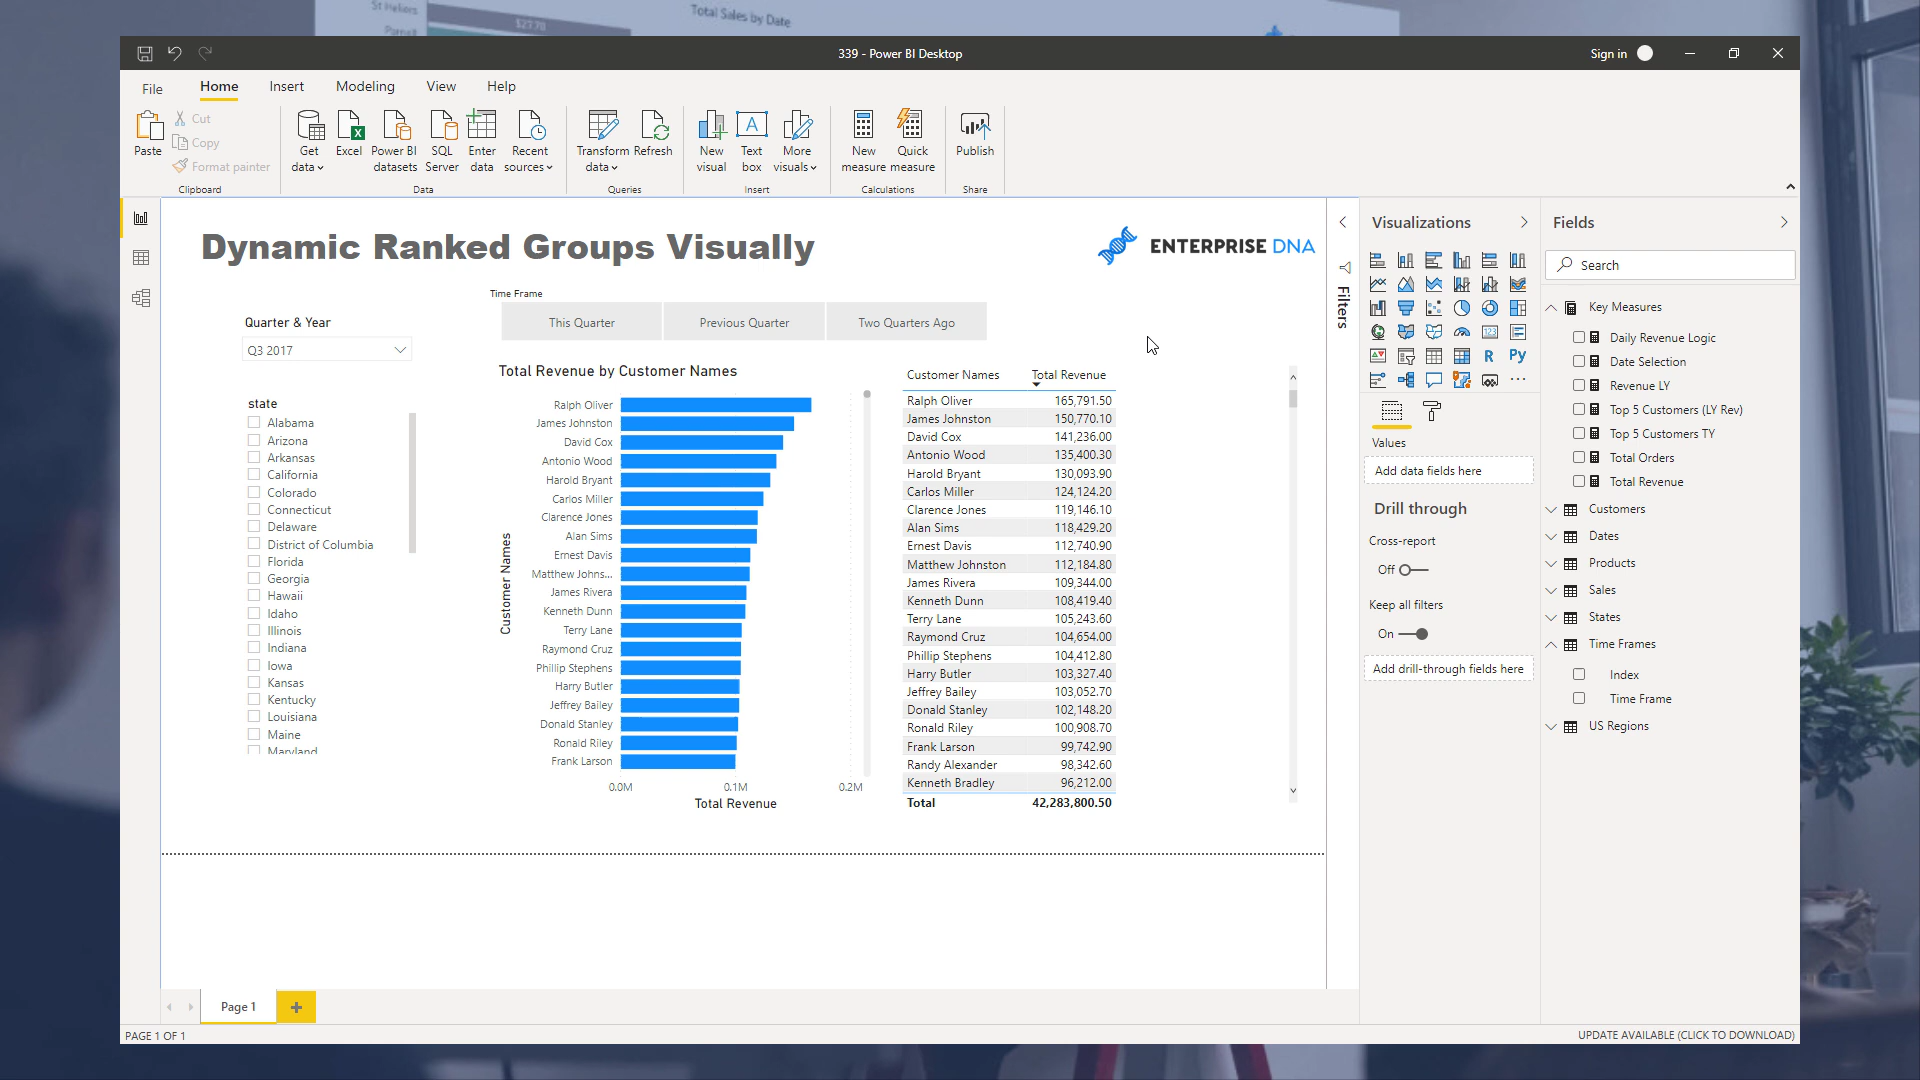 St Heliers
$22.70
Parnell
Total Sales by Date
339 - Power BI Desktop
Sign in
File
Home
Insert
Modeling
View
Help
Paste
Cut
Copy
Format painter
Clipboard
Get data
Excel
Power BI datasets
SQL Server
Enter data
Recent sources
Data
Transform data
Refresh
Queries
New visual
Text box
More visuals
Insert
New measure
Quick measure
Calculations
Publish
Share
Dynamic Ranked Groups Visually
ENTERPRISE DNA
Time Frame
This Quarter
Previous Quarter
Two Quarters Ago
Quarter & Year
Q3 2017
state
Alabama
Arizona
Arkansas
California
Colorado
Connecticut
Delaware
District of Columbia
Florida
Georgia
Hawaii
Idaho
Illinois
Indiana
Iowa
Kansas
Kentucky
Louisiana
Maine
Maryland
Total Revenue by Customer Names
Customer Names
Ralph Oliver
James Johnston
David Cox
Antonio Wood
Harold Bryant
Carlos Miller
Clarence Jones
Alan Sims
Ernest Davis
Matthew Johns...
James Rivera
Kenneth Dunn
Terry Lane
Raymond Cruz
Phillip Stephens
Harry Butler
Jeffrey Bailey
Donald Stanley
Ronald Riley
Frank Larson
0.0M 0.1M 0.2M
Total Revenue
Customer Names Total Revenue
Ralph Oliver 165,791.50
James Johnston 150,770.10
David Cox 141,236.00
Antonio Wood 135,400.30
Harold Bryant 130,093.90
Carlos Miller 124,124.20
Clarence Jones 119,146.10
Alan Sims 118,429.20
Ernest Davis 112,740.90
Matthew Johnston 112,184.80
James Rivera 109,344.00
Kenneth Dunn 108,419.40
Terry Lane 105,243.60
Raymond Cruz 104,654.00
Phillip Stephens 104,412.80
Harry Butler 103,327.40
Jeffrey Bailey 103,052.70
Donald Stanley 102,148.20
Ronald Riley 100,908.70
Frank Larson 99,742.90
Randy Alexander 98,342.60
Kenneth Bradley 96,212.00
Total 42,283,800.50
Filters
Visualizations
R
Py
123
Values
Add data fields here
Drill through
Cross-report
Off
Keep all filters
On
Add drill-through fields here
Fields
Search
Key Measures
Daily Revenue Logic
Date Selection
Revenue LY
Top 5 Customers (LY Rev)
Top 5 Customers TY
Total Orders
Total Revenue
Customers
Dates
Products
Sales
States
Time Frames
Index
Time Frame
US Regions
Page 1
PAGE 1 OF 1
UPDATE AVAILABLE (CLICK TO DOWNLOAD)